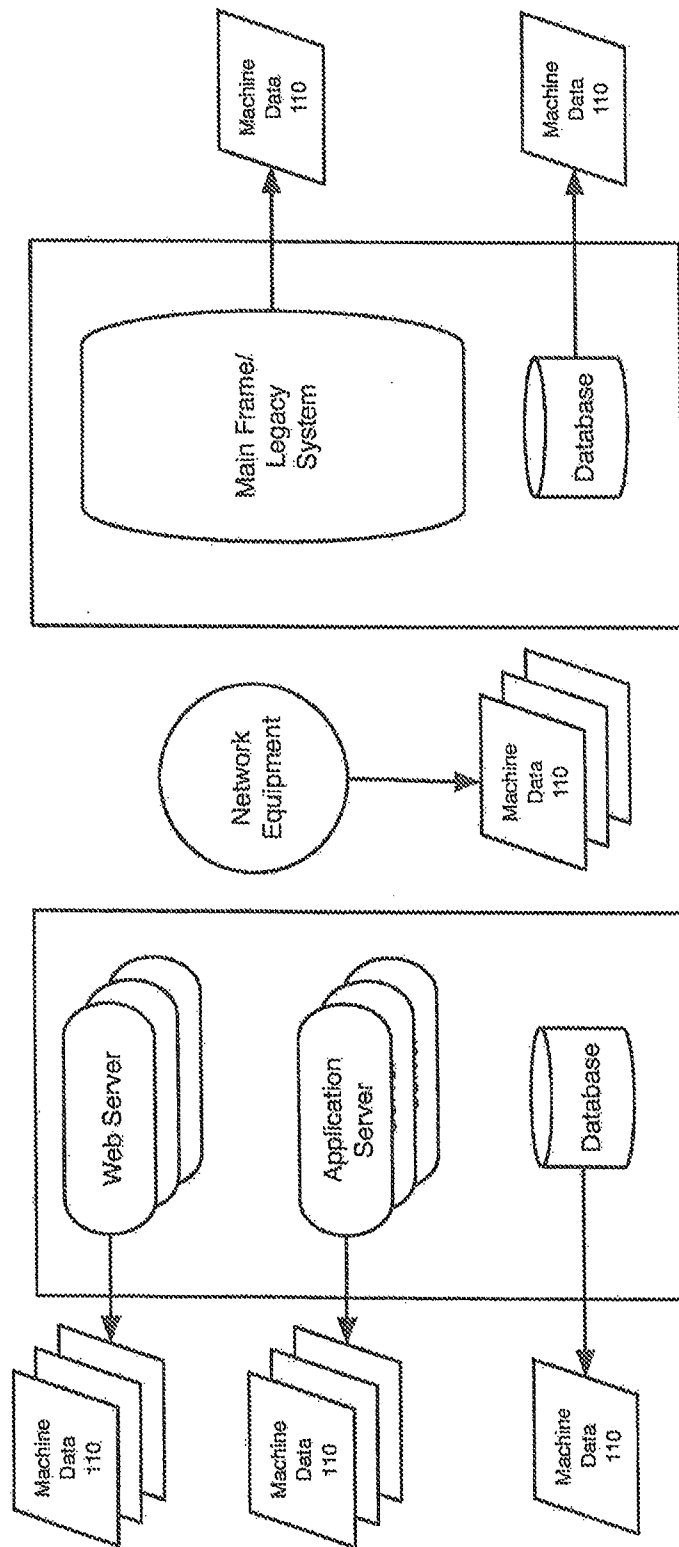 Machine
Data
110
Web Server
Machine
Data
110
Application
Server
Network
Equipment
Main Frame/
Legacy
System
Machine
Data
110
Machine
Data
110
Database
Machine
Data
110
Database
Machine
Data
110